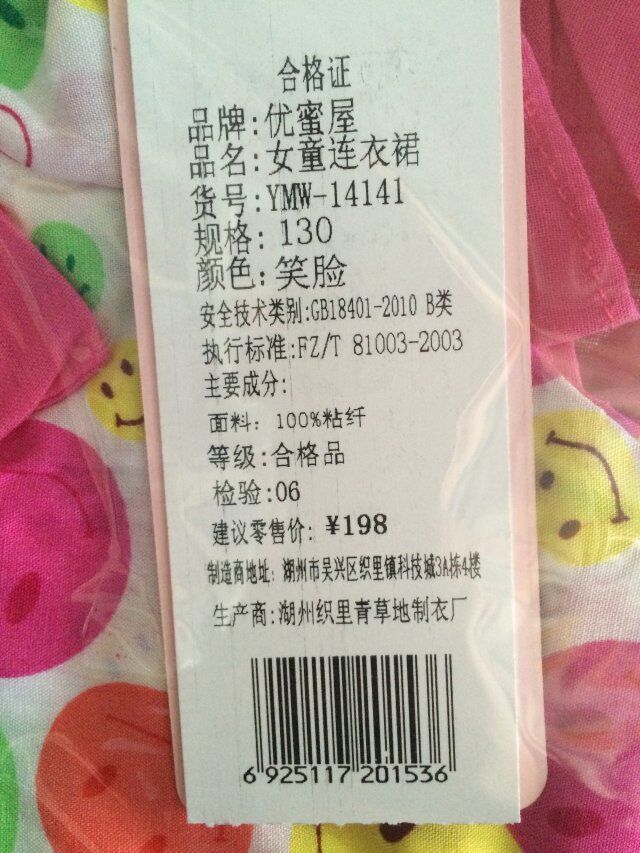 合格证
品牌:优蜜屋
品名:女童连衣裙
货号:YMW-14141
规格:130
颜色:笑脸
安全技术类别:GB18401-2010 B类
执行标准:FZ/T 81003-2003
主要成分:
面料: 100%粘纤
等级:合格品
检验:06
建议零售价: ¥198
制造商地址: 湖州市吴兴区织里镇科技城3A栋4楼
生产商:湖州织里青草地制衣厂
6 925117 201536